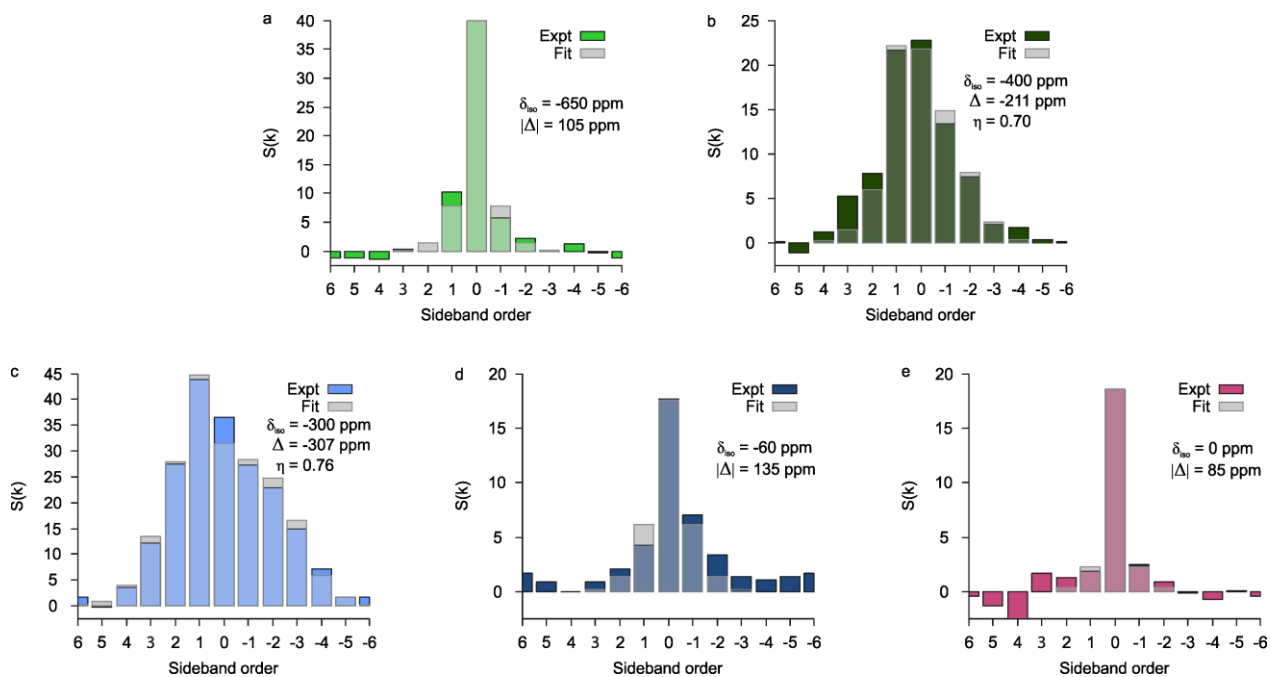 a
40
35
30
25
20
15
10
5
0
S(k)
Expt
Fit
δiso = -650 ppm
|Δ| = 105 ppm
6 5 4 3 2 1 0 -1 -2 -3 -4 -5 -6
Sideband order
b
25
20
15
10
5
0
S(k)
Expt
Fit
δiso = -400 ppm
Δ = -211 ppm
η = 0.70
6 5 4 3 2 1 0 -1 -2 -3 -4 -5 -6
Sideband order
c
45
40
35
30
25
20
15
10
5
0
S(k)
Expt
Fit
δiso = -300 ppm
Δ = -307 ppm
η = 0.76
6 5 4 3 2 1 0 -1 -2 -3 -4 -5 -6
Sideband order
d
20
15
10
5
0
S(k)
Expt
Fit
δiso = -60 ppm
|Δ| = 135 ppm
6 5 4 3 2 1 0 -1 -2 -3 -4 -5 -6
Sideband order
e
20
15
10
5
0
S(k)
Expt
Fit
δiso = 0 ppm
|Δ| = 85 ppm
6 5 4 3 2 1 0 -1 -2 -3 -4 -5 -6
Sideband order